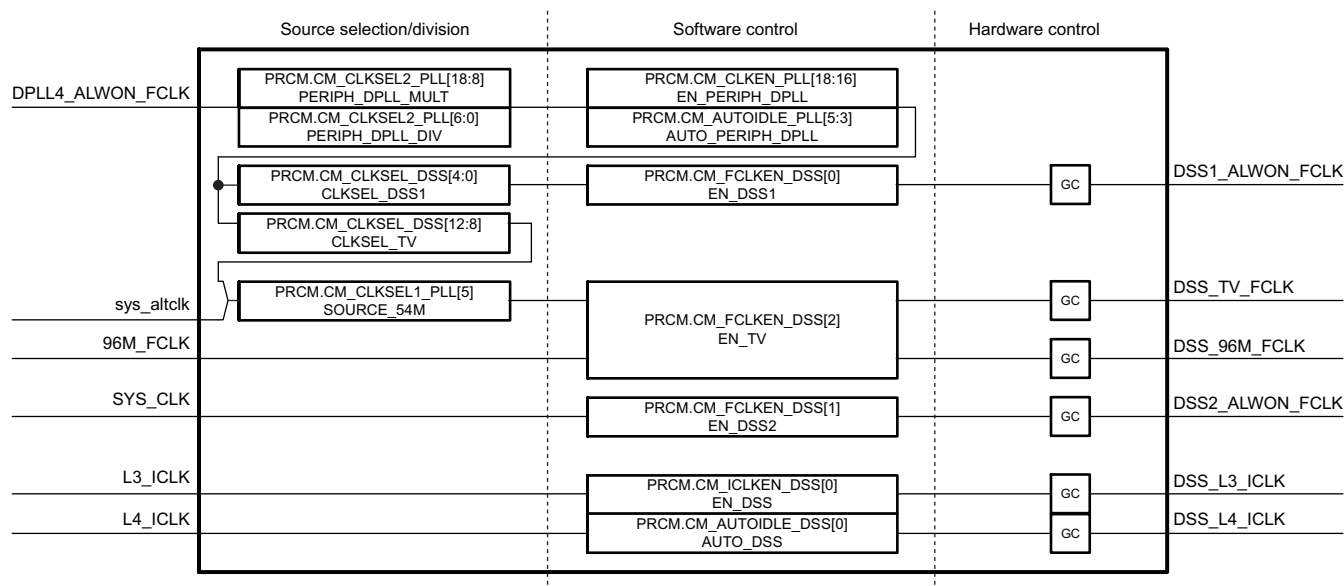 Source selection/division
Software control
Hardware control
DPLL4_ALWON_FCLK
PRCM.CM_CLKSEL2_PLL[18:8]
PERIPH_DPLL_MULT
PRCM.CM_CLKSEL2_PLL[6:0]
PERIPH_DPLL_DIV
PRCM.CM_CLKEN_PLL[18:16]
EN_PERIPH_DPLL
PRCM.CM_AUTOIDLE_PLL[5:3]
AUTO_PERIPH_DPLL
PRCM.CM_CLKSEL_DSS[4:0]
CLKSEL_DSS1
PRCM.CM_FCLKEN_DSS[0]
EN_DSS1
GC
DSS1_ALWON_FCLK
PRCM.CM_CLKSEL_DSS[12:8]
CLKSEL_TV
sys_altclk
PRCM.CM_CLKSEL1_PLL[5]
SOURCE_54M
PRCM.CM_FCLKEN_DSS[2]
EN_TV
GC
DSS_TV_FCLK
96M_FCLK
GC
DSS_96M_FCLK
SYS_CLK
PRCM.CM_FCLKEN_DSS[1]
EN_DSS2
GC
DSS2_ALWON_FCLK
L3_ICLK
PRCM.CM_ICLKEN_DSS[0]
EN_DSS
GC
DSS_L3_ICLK
L4_ICLK
PRCM.CM_AUTOIDLE_DSS[0]
AUTO_DSS
GC
DSS_L4_ICLK